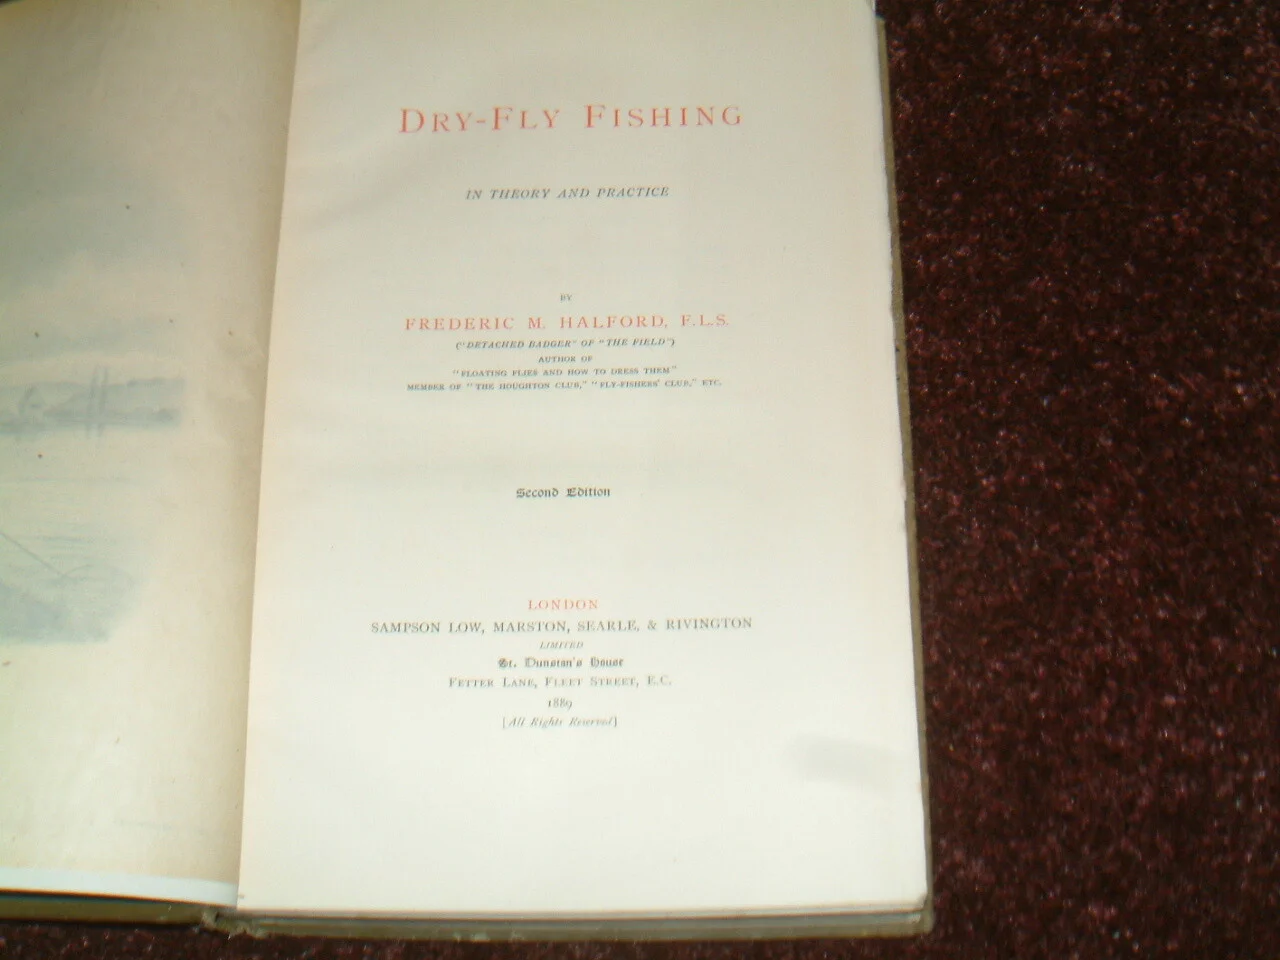 DRY-FLY FISHING
IN THEORY AND PRACTICE
BY
FREDERIC M. HALFORD, F.L.S.
("DETACHED BADGER" OF "THE FIELD")
AUTHOR OF
"FLOATING FLIES AND HOW TO DRESS THEM"
MEMBER OF "THE HOUGHTON CLUB," "FLY-FISHERS' CLUB," ETC.
Second Edition
LONDON
SAMPSON LOW, MARSTON, SEARLE, & RIVINGTON
LIMITED
St. Dunstan's House
FETTER LANE, FLEET STREET, E.C.
1889
[All Rights Reserved]